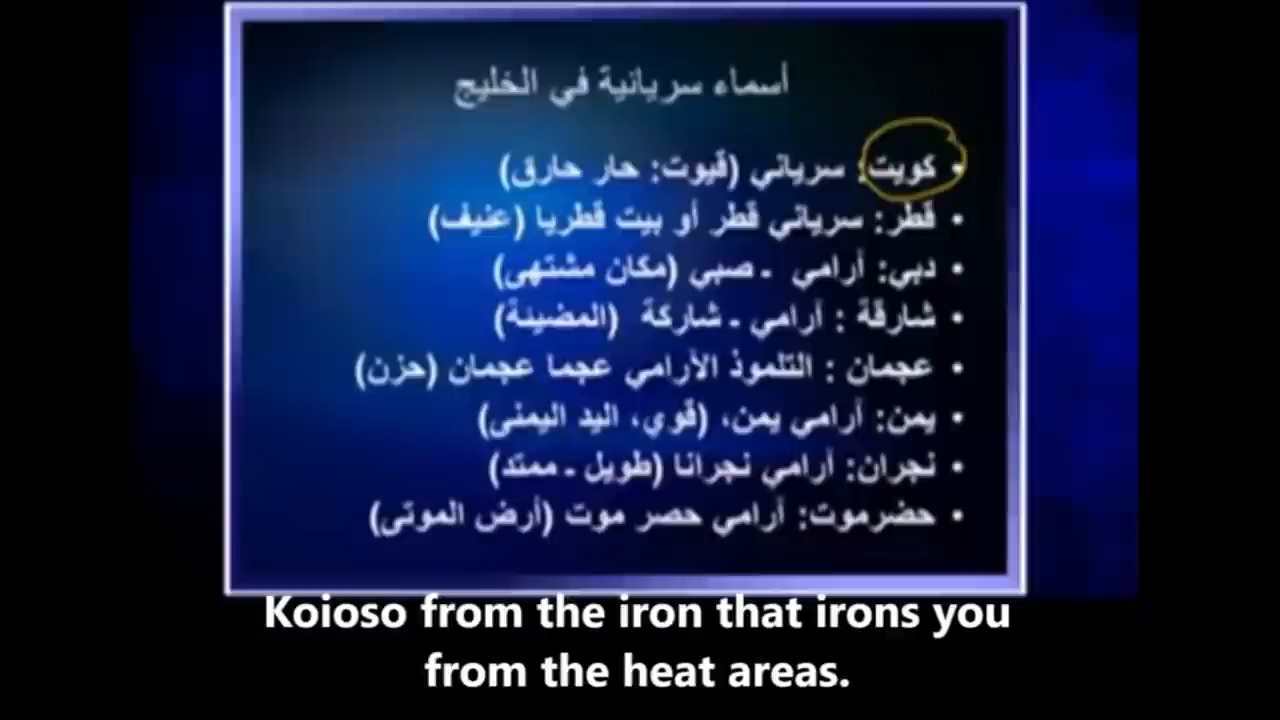 أسماء سريانية في الخليج
• كويت: سرياني (قيوت: حار حارق)
• قطر: سرياني قطر أو بيت قطريا (عنيف)
• دبي: آرامي - صبي (مكان مشتهى)
• شارقة : آرامي - شاركة (المضيئة)
• عجمان : التلموذ الآرامي عجما عجمان (حزن)
• يمن: آرامي يمن، (قوي، اليد اليمنى)
• نجران: آرامي نجرانا (طويل - ممتد)
• حضرموت: آرامي حصر موت (أرض الموتى)
Koioso from the iron that irons you
from the heat areas.